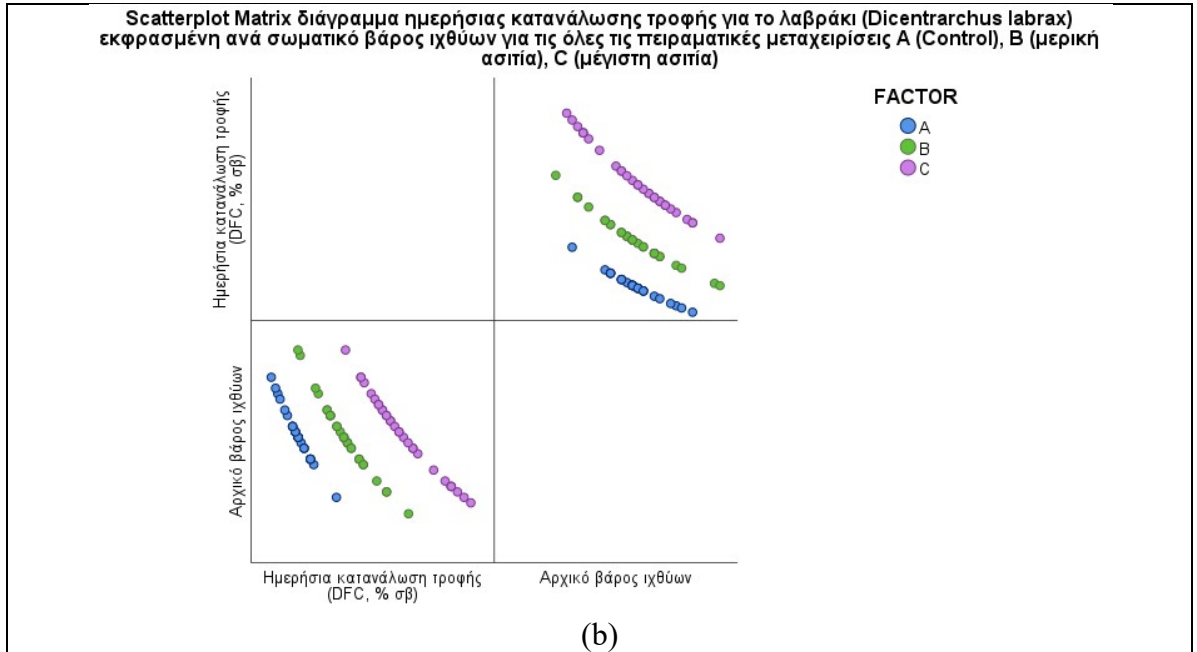 Scatterplot Matrix διάγραμμα ημερήσιας κατανάλωσης τροφής για το λαβράκι (Dicentrarchus labrax)
εκφρασμένη ανά σωματικό βάρος ιχθύων για τις όλες τις πειραματικές μεταχειρίσεις A (Control), B (μερική
ασιτία), C (μέγιστη ασιτία)
Ημερήσια κατανάλωση τροφής
(DFC, % σβ)
FACTOR
A
B
C
Αρχικό βάρος ιχθύων
Ημερήσια κατανάλωση τροφής
(DFC, % σβ)
Αρχικό βάρος ιχθύων
(b)